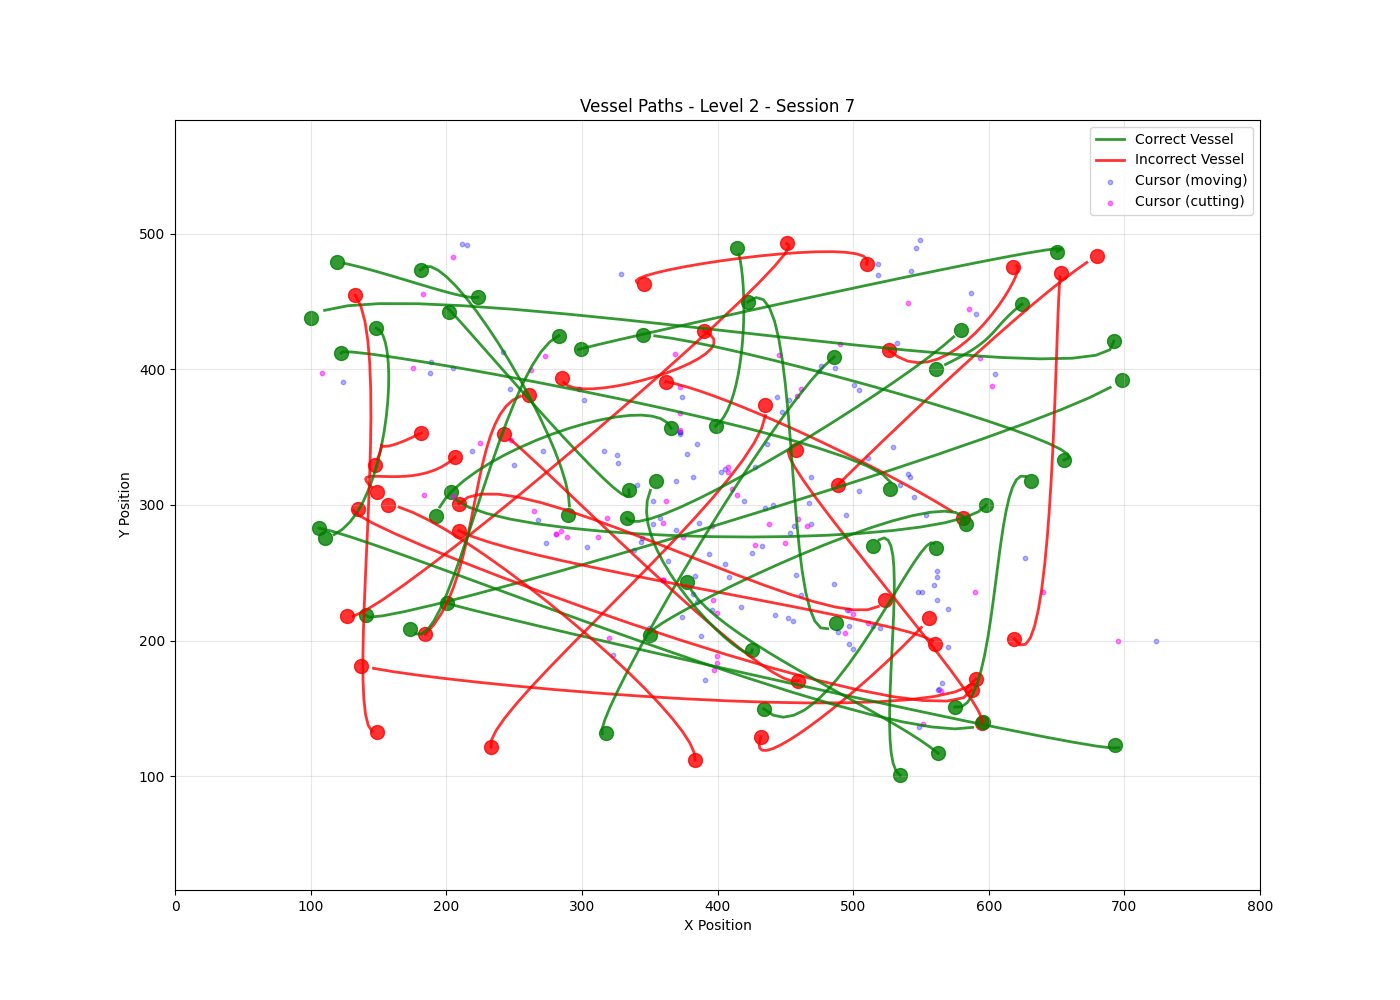 Vessel Paths - Level 2 - Session 7
Correct Vessel
Incorrect Vessel
Cursor (moving)
Cursor (cutting)
500
400
300
200
100
Y Position
0 100 200 300 400 500 600 700 800
X Position